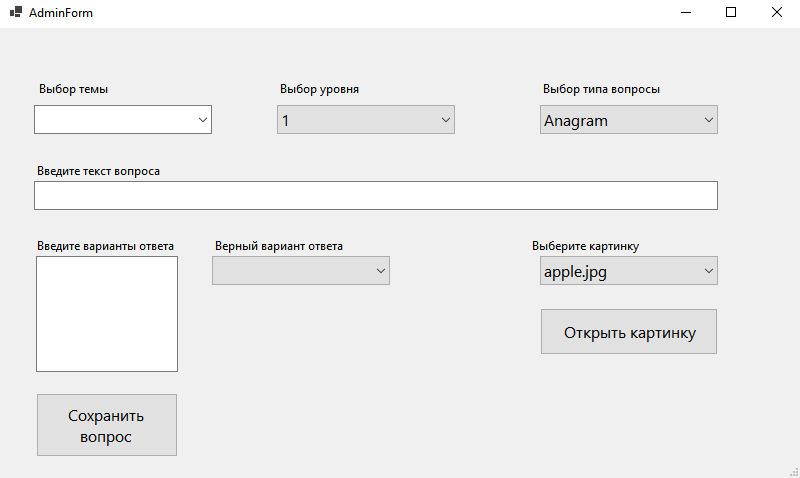 AdminForm
Выбор темы
Выбор уровня
Выбор типа вопросы
1
Anagram
Введите текст вопроса
Введите варианты ответа
Верный вариант ответа
Выберите картинку
apple.jpg
Открыть картинку
Сохранить
вопрос